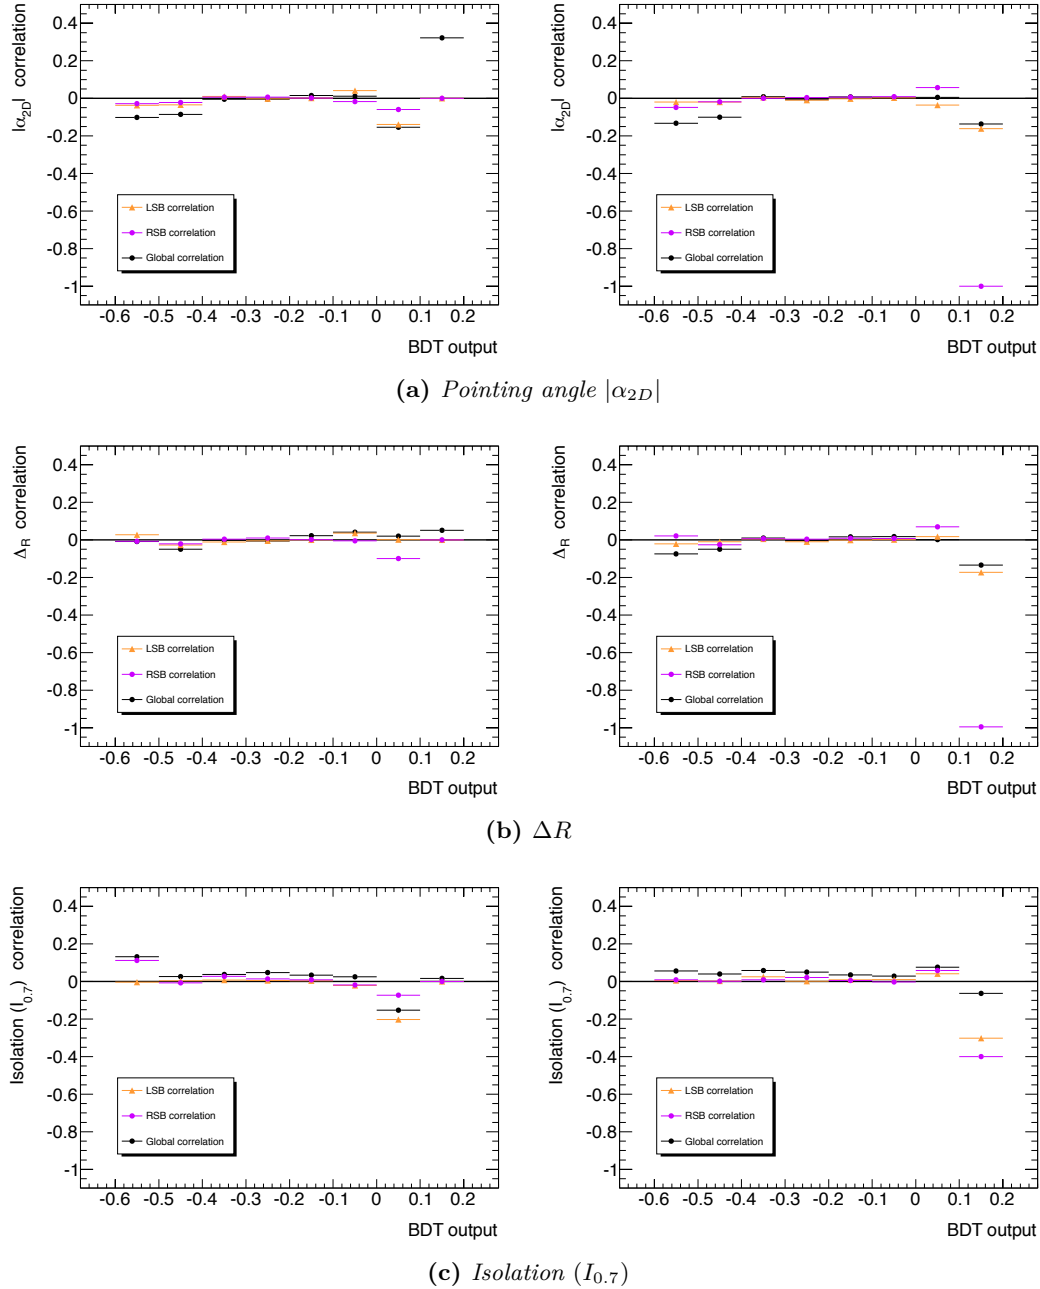 |α2D| correlation
0.4
0.2
0
-0.2
-0.4
-0.6
-0.8
-1
LSB correlation
RSB correlation
Global correlation
-0.6 -0.5 -0.4 -0.3 -0.2 -0.1 0 0.1 0.2
BDT output
|α2D| correlation
0.4
0.2
0
-0.2
-0.4
-0.6
-0.8
-1
LSB correlation
RSB correlation
Global correlation
-0.6 -0.5 -0.4 -0.3 -0.2 -0.1 0 0.1 0.2
BDT output
(a) Pointing angle |α2D|
ΔR correlation
0.4
0.2
0
-0.2
-0.4
-0.6
-0.8
-1
LSB correlation
RSB correlation
Global correlation
-0.6 -0.5 -0.4 -0.3 -0.2 -0.1 0 0.1 0.2
BDT output
ΔR correlation
0.4
0.2
0
-0.2
-0.4
-0.6
-0.8
-1
LSB correlation
RSB correlation
Global correlation
-0.6 -0.5 -0.4 -0.3 -0.2 -0.1 0 0.1 0.2
BDT output
(b) ΔR
Isolation (I0.7) correlation
0.4
0.2
0
-0.2
-0.4
-0.6
-0.8
-1
LSB correlation
RSB correlation
Global correlation
-0.6 -0.5 -0.4 -0.3 -0.2 -0.1 0 0.1 0.2
BDT output
Isolation (I0.7) correlation
0.4
0.2
0
-0.2
-0.4
-0.6
-0.8
-1
LSB correlation
RSB correlation
Global correlation
-0.6 -0.5 -0.4 -0.3 -0.2 -0.1 0 0.1 0.2
BDT output
(c) Isolation (I0.7)